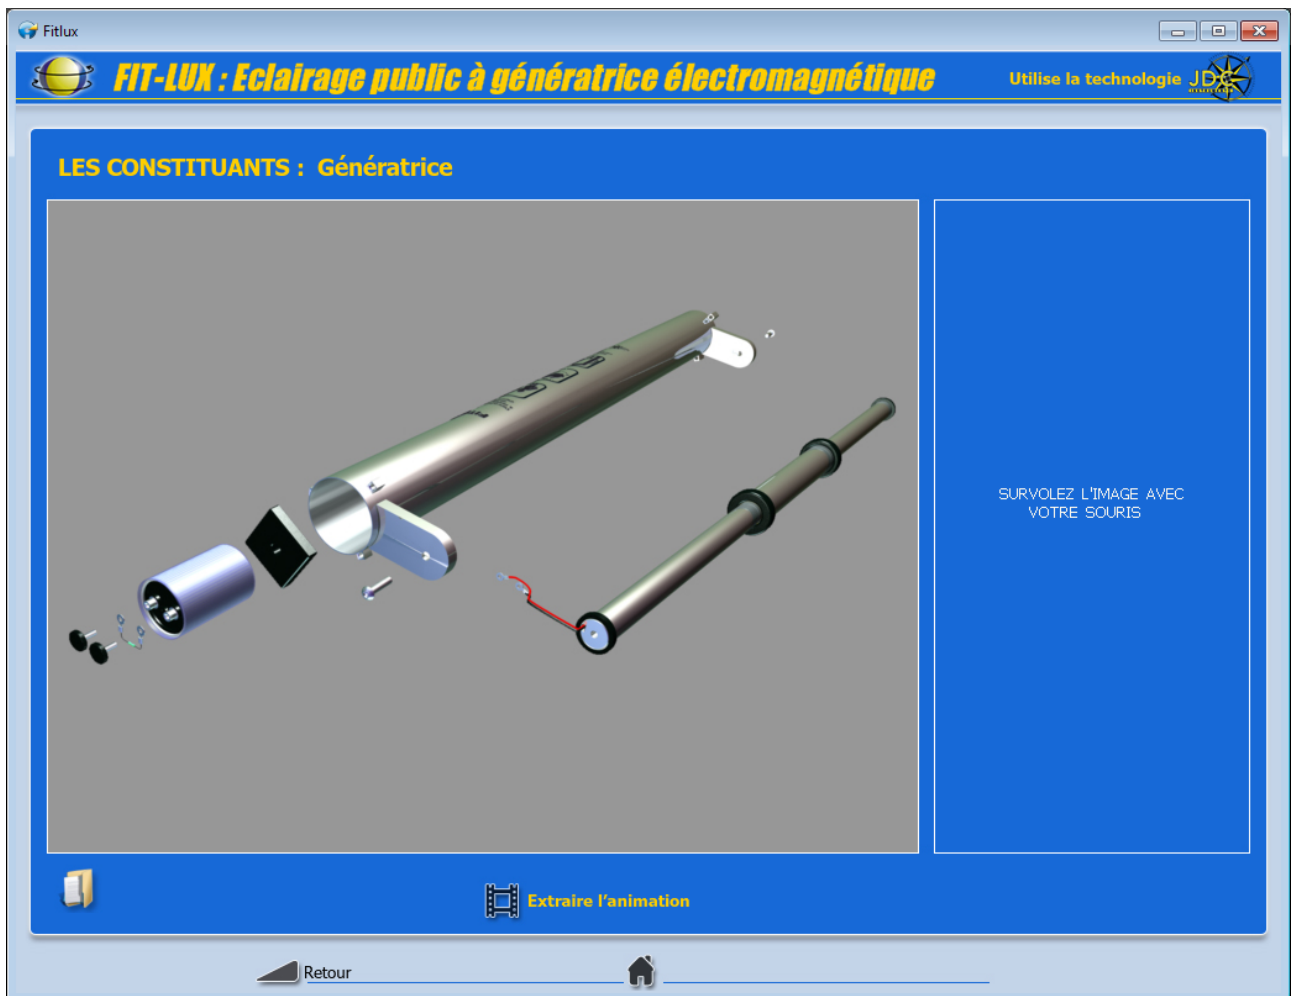 Fitlux
FIT-LUX : Eclairage public à génératrice électromagnétique
Utilise la technologie JDC
LES CONSTITUANTS : Génératrice
SURVOLEZ L'IMAGE AVEC
VOTRE SOURIS
Extraire l'animation
Retour